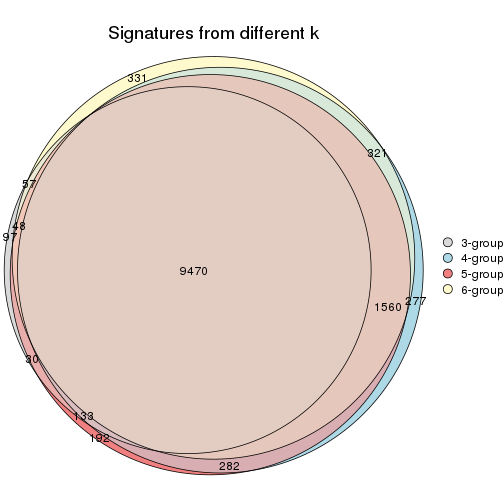 Signatures from different k
331
321
57
48
97
9470
277
1560
30
133
192
282
3-group
4-group
5-group
6-group